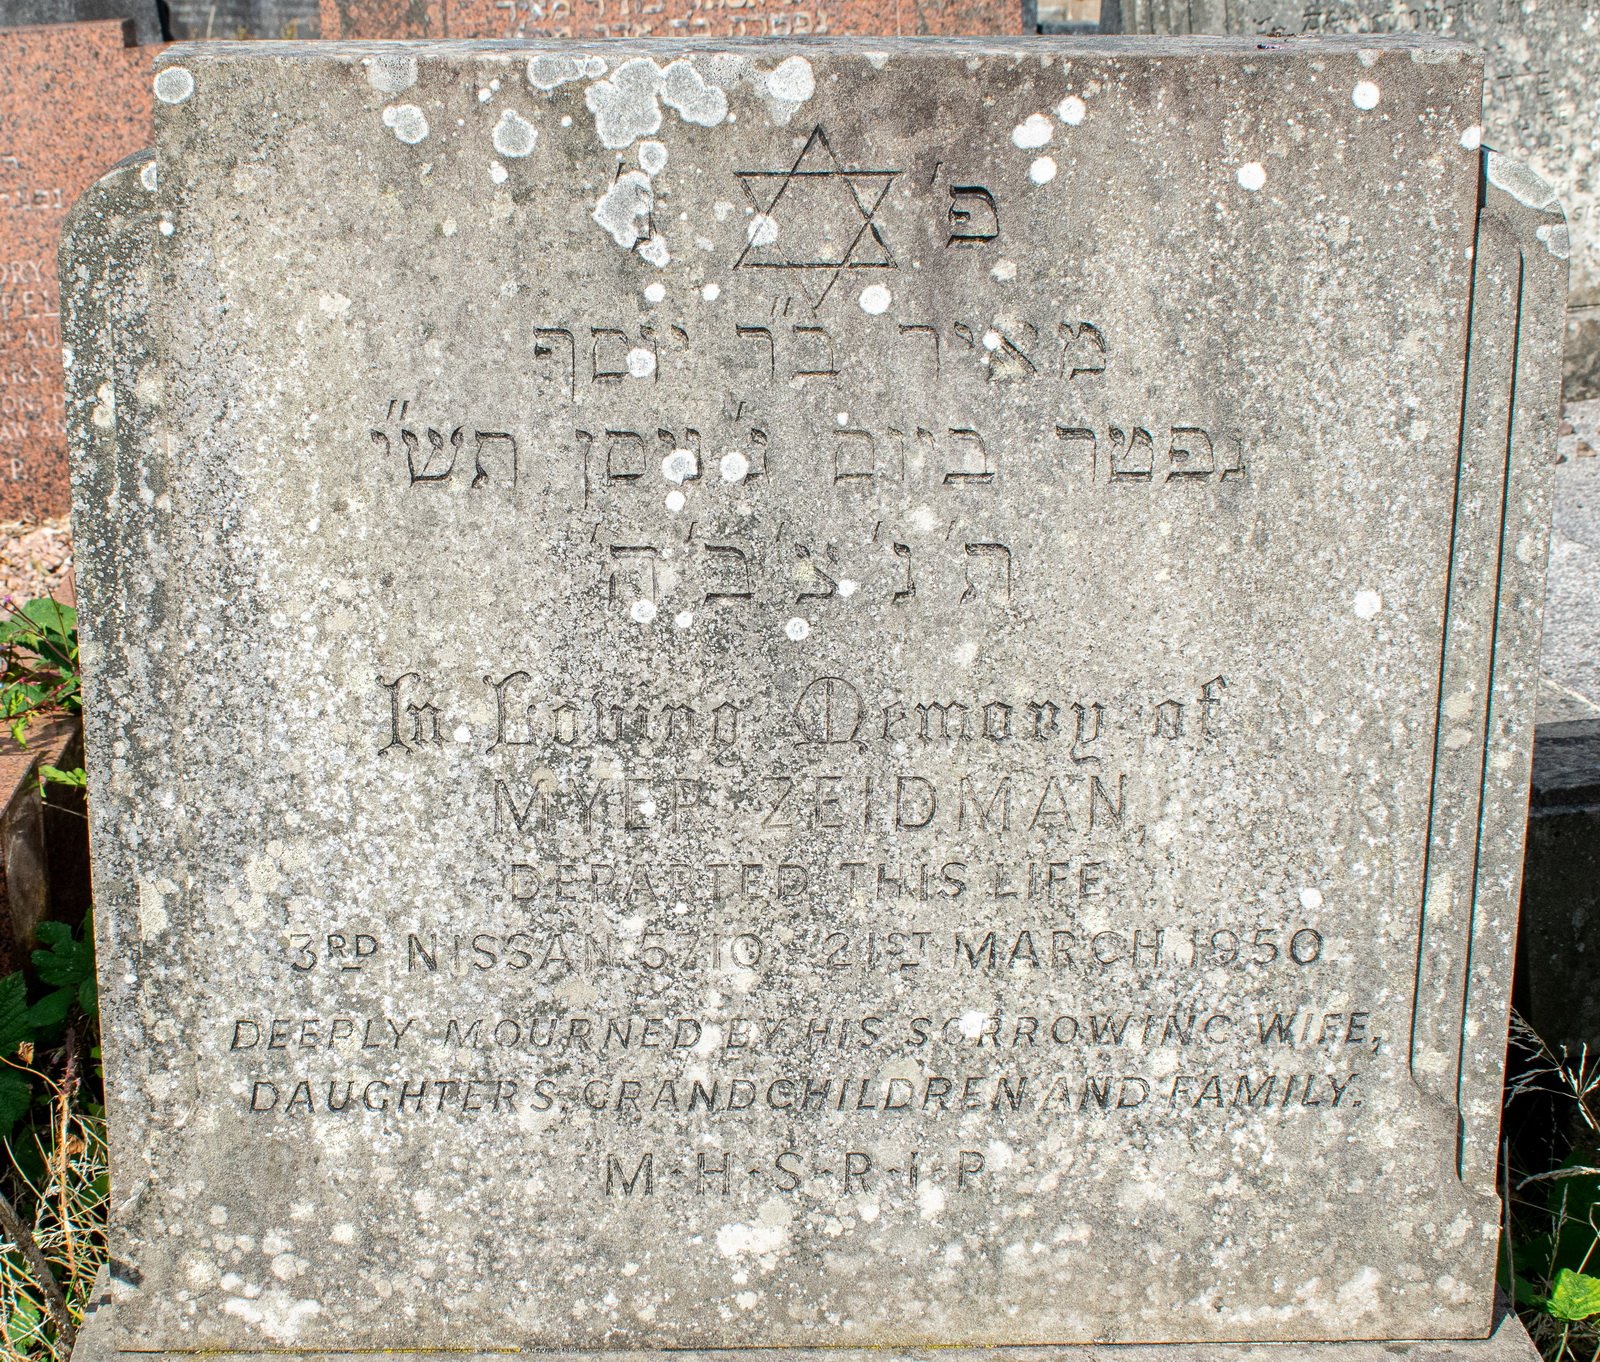 פ' נ'
מאיר ב"ר יוסף
נפטר ביום ג' ניסן תש"י
ת' נ' צ' ב' ה'
In Loving Memory of
MYER ZEIDMAN,
DEPARTED THIS LIFE
3RD NISSAN 5710 21ST MARCH 1950
DEEPLY MOURNED BY HIS SORROWING WIFE,
DAUGHTERS, GRANDCHILDREN AND FAMILY.
M·H·S·R·I·P